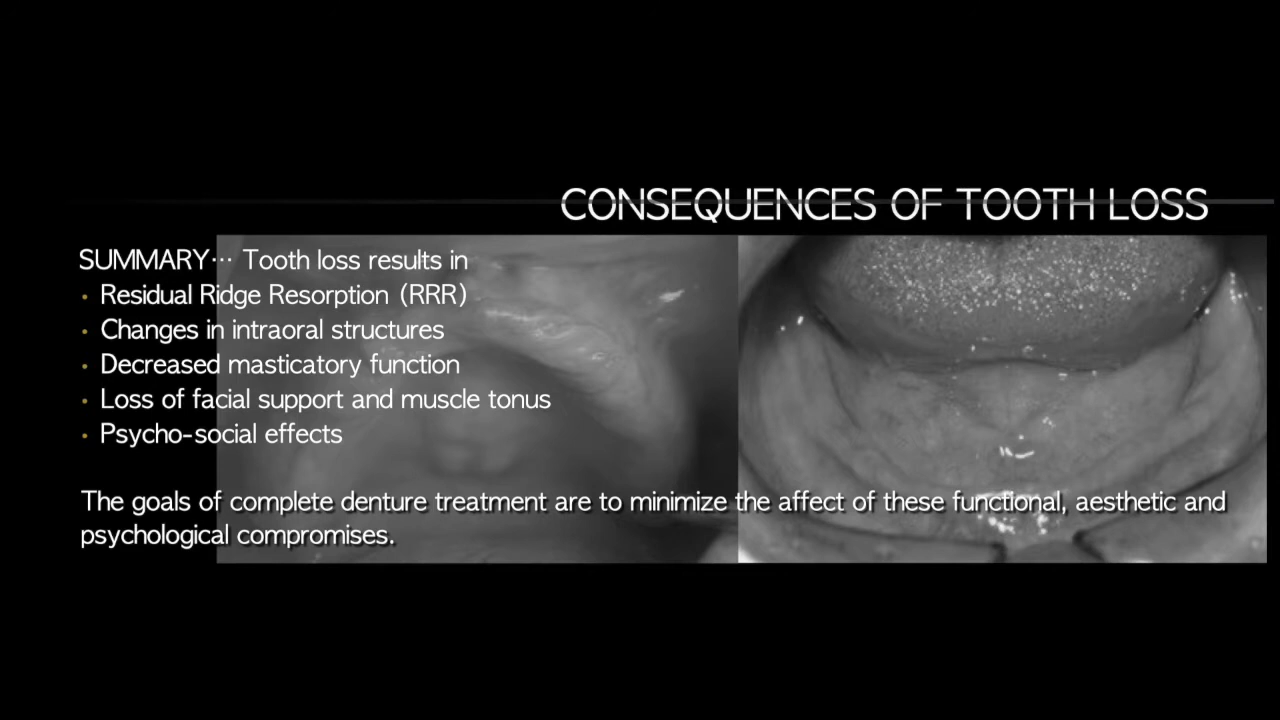 CONSEQUENCES OF TOOTH LOSS
SUMMARY… Tooth loss results in
• Residual Ridge Resorption (RRR)
• Changes in intraoral structures
• Decreased masticatory function
• Loss of facial support and muscle tonus
• Psycho-social effects
The goals of complete denture treatment are to minimize the affect of these functional, aesthetic and
psychological compromises.